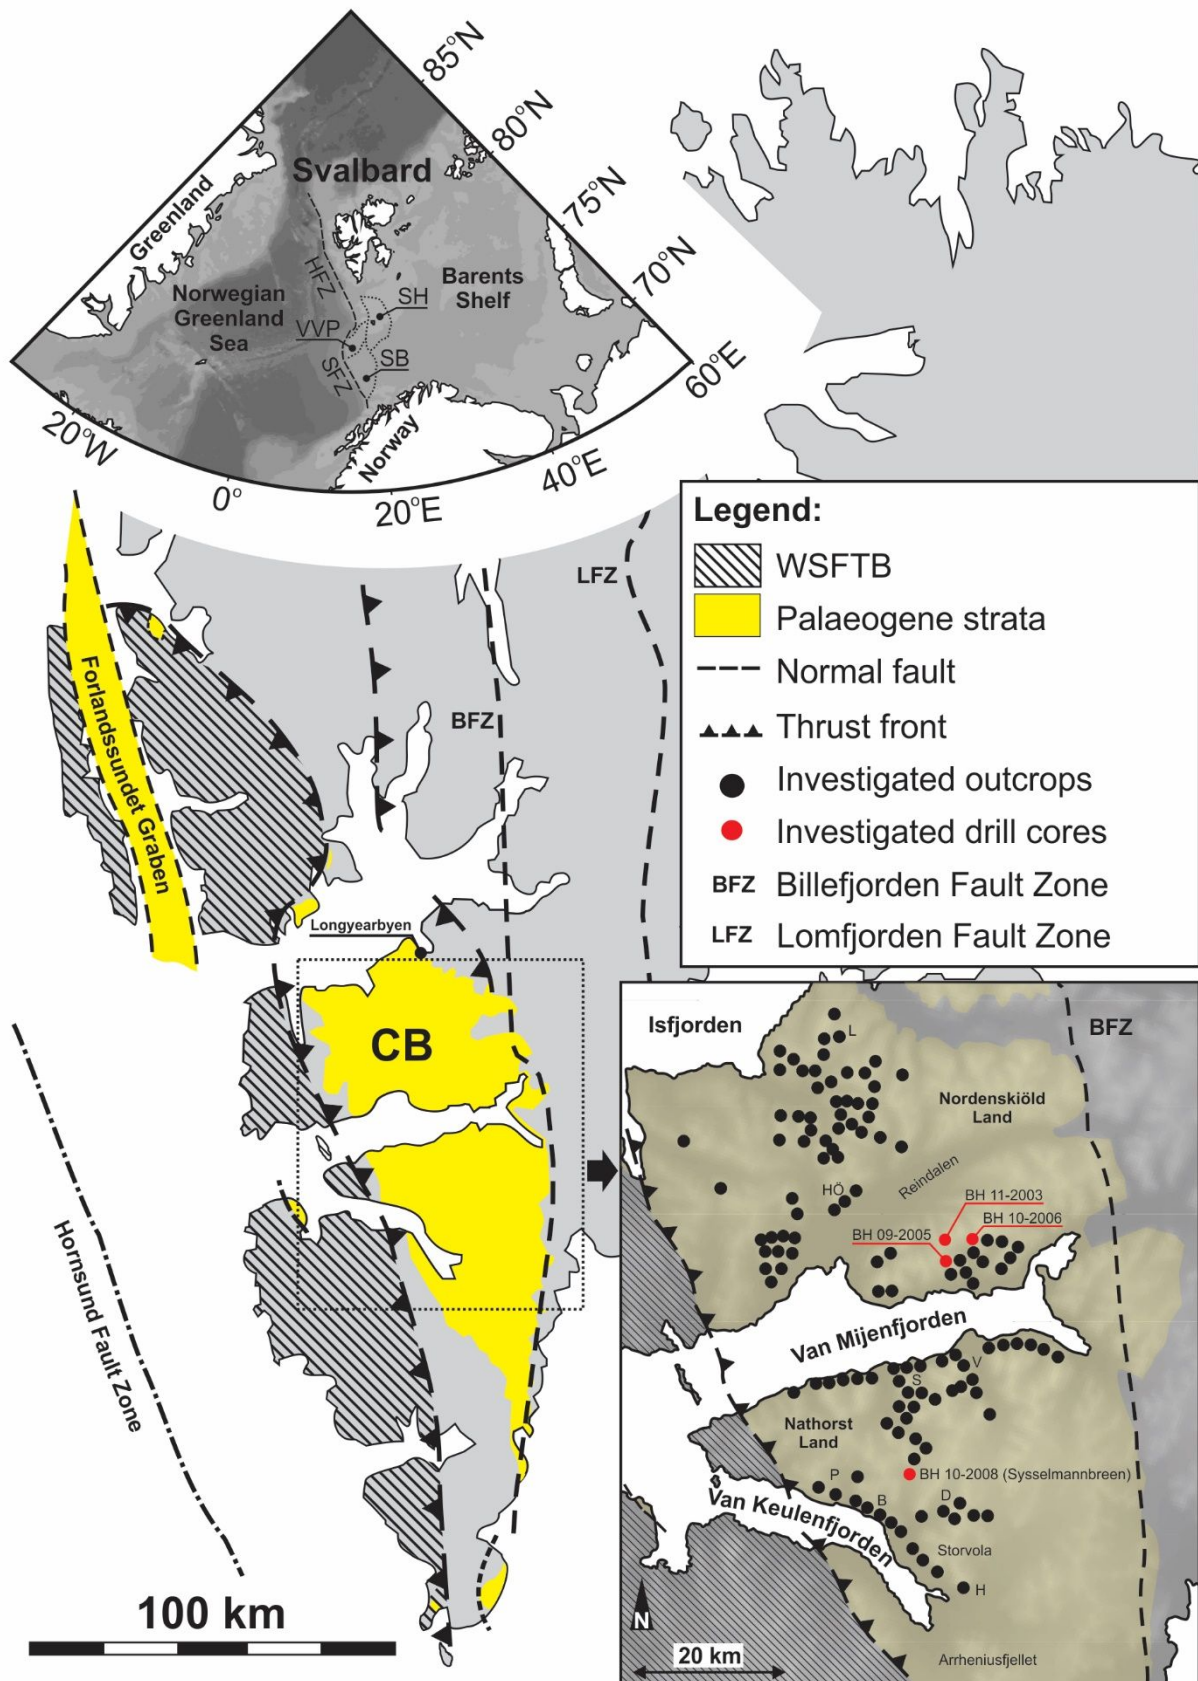 85°N
80°N
75°N
70°N
60°E
40°E
20°E
0°
20°W
Svalbard
Greenland
Norwegian
Greenland
Sea
Barents
Shelf
HFZ
SH
VVP
SB
SFZ
Norway
Legend:
WSFTB
Palaeogene strata
Normal fault
Thrust front
Investigated outcrops
Investigated drill cores
BFZ Billefjorden Fault Zone
LFZ Lomfjorden Fault Zone
LFZ
BFZ
Forlandssundet Graben
Longyearbyen
CB
Hornsund Fault Zone
100 km
Isfjorden
BFZ
L
Nordenskiöld
Land
Reindalen
HÖ
BH 11-2003
BH 10-2006
BH 09-2005
Van Mijenfjorden
V
S
Nathorst
Land
P
BH 10-2008 (Sysselmannbreen)
B
D
Van Keulenfjorden
Storvola
H
N
20 km
Arrheniusfjellet